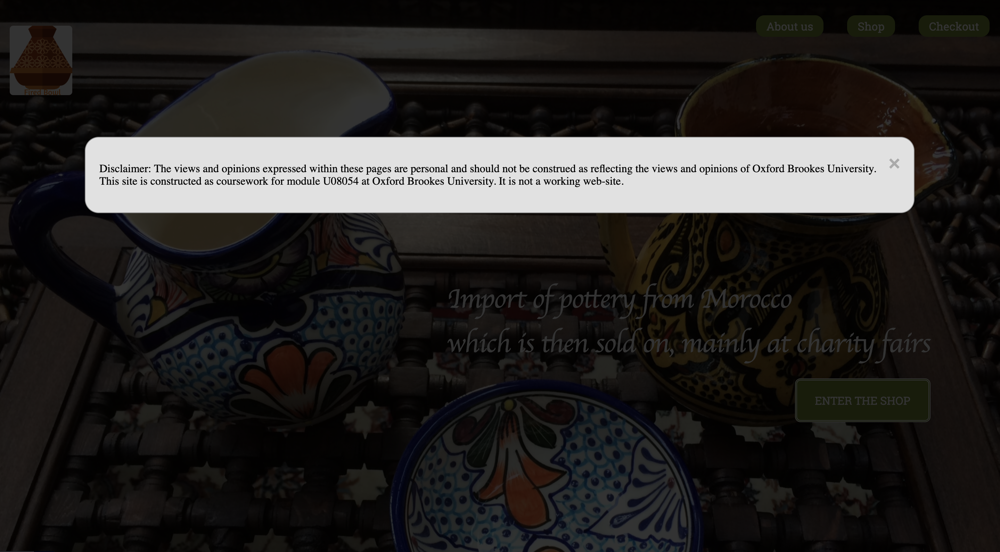 About us
Shop
Checkout
Fired Bowl
Disclaimer: The views and opinions expressed within these pages are personal and should not be construed as reflecting the views and opinions of Oxford Brookes University.
This site is constructed as coursework for module U08054 at Oxford Brookes University. It is not a working web-site.
×
Import of pottery from Morocco
which is then sold on, mainly at charity fairs
ENTER THE SHOP